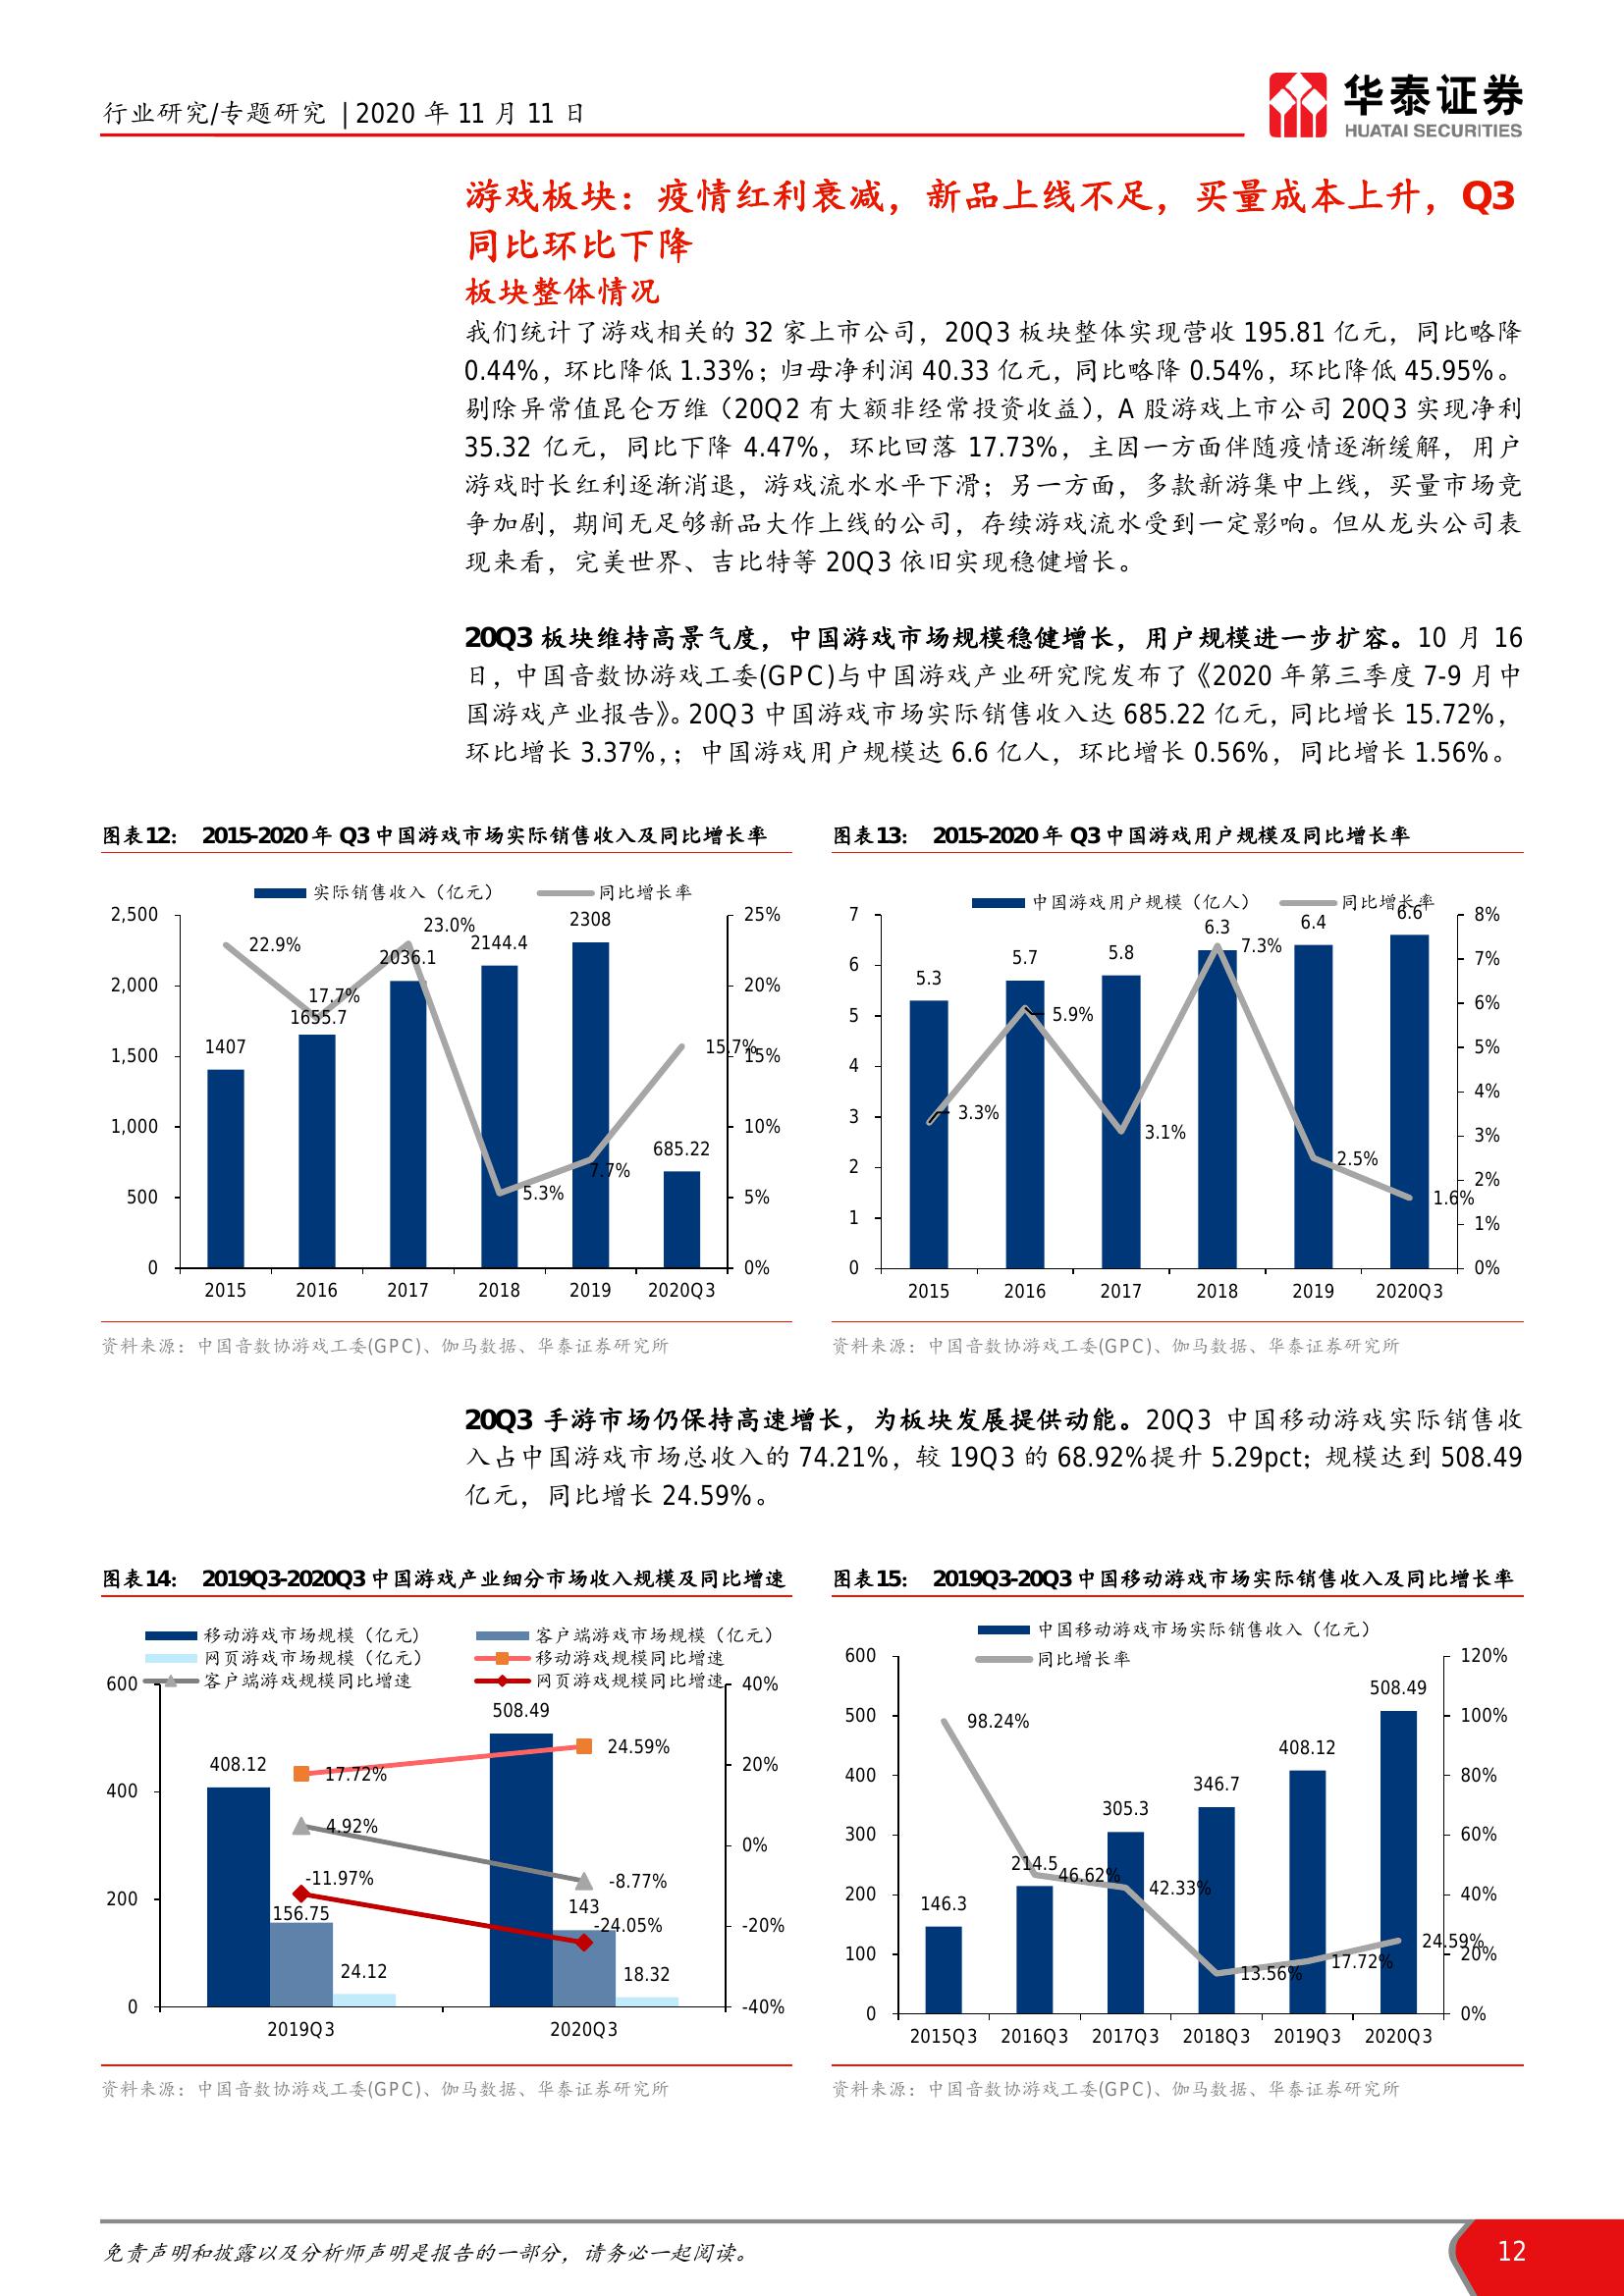 行业研究/专题研究 | 2020 年 11 月 11 日
华泰证券
HUATAI SECURITIES
游戏板块：疫情红利衰减，新品上线不足，买量成本上升，Q3
同比环比下降
板块整体情况
我们统计了游戏相关的 32 家上市公司，20Q3 板块整体实现营收 195.81 亿元，同比略降
0.44%，环比降低 1.33%；归母净利润 40.33 亿元，同比略降 0.54%，环比降低 45.95%。
剔除异常值昆仑万维（20Q2 有大额非经常投资收益），A 股游戏上市公司 20Q3 实现净利
35.32 亿元，同比下降 4.47%，环比回落 17.73%，主因一方面伴随疫情逐渐缓解，用户
游戏时长红利逐渐消退，游戏流水水平下滑；另一方面，多款新游集中上线，买量市场竞
争加剧，期间无足够新品大作上线的公司，存续游戏流水受到一定影响。但从龙头公司表
现来看，完美世界、吉比特等 20Q3 依旧实现稳健增长。
20Q3 板块维持高景气度，中国游戏市场规模稳健增长，用户规模进一步扩容。10 月 16
日，中国音数协游戏工委(GPC)与中国游戏产业研究院发布了《2020 年第三季度 7-9 月中
国游戏产业报告》。20Q3 中国游戏市场实际销售收入达 685.22 亿元，同比增长 15.72%，
环比增长 3.37%,；中国游戏用户规模达 6.6 亿人，环比增长 0.56%，同比增长 1.56%。
图表12： 2015-2020 年 Q3 中国游戏市场实际销售收入及同比增长率
实际销售收入（亿元） 同比增长率
2,500 2,000 1,500 1,000 500 0
25% 20% 15% 10% 5% 0%
1407 1655.7 2036.1 2144.4 2308 685.22
22.9% 17.7% 23.0% 5.3% 7.7% 15.7%
2015 2016 2017 2018 2019 2020Q3
资料来源：中国音数协游戏工委(GPC)、伽马数据、华泰证券研究所
图表13： 2015-2020 年 Q3 中国游戏用户规模及同比增长率
中国游戏用户规模（亿人） 同比增长率
7 6 5 4 3 2 1 0
8% 7% 6% 5% 4% 3% 2% 1% 0%
5.3 5.7 5.8 6.3 6.4 6.6
3.3% 5.9% 3.1% 7.3% 2.5% 1.6%
2015 2016 2017 2018 2019 2020Q3
资料来源：中国音数协游戏工委(GPC)、伽马数据、华泰证券研究所
20Q3 手游市场仍保持高速增长，为板块发展提供动能。20Q3 中国移动游戏实际销售收
入占中国游戏市场总收入的 74.21%，较 19Q3 的 68.92%提升 5.29pct；规模达到 508.49
亿元，同比增长 24.59%。
图表14： 2019Q3-2020Q3 中国游戏产业细分市场收入规模及同比增速
移动游戏市场规模（亿元） 客户端游戏市场规模（亿元）
网页游戏市场规模（亿元） 移动游戏规模同比增速
客户端游戏规模同比增速 网页游戏规模同比增速
600 400 200 0
40% 20% 0% -20% -40%
408.12 156.75 24.12 508.49 143 18.32
17.72% 24.59%
4.92% -8.77%
-11.97% -24.05%
2019Q3 2020Q3
资料来源：中国音数协游戏工委(GPC)、伽马数据、华泰证券研究所
图表15： 2019Q3-20Q3 中国移动游戏市场实际销售收入及同比增长率
中国移动游戏市场实际销售收入（亿元）
同比增长率
600 500 400 300 200 100 0
120% 100% 80% 60% 40% 20% 0%
146.3 214.5 305.3 346.7 408.12 508.49
98.24% 46.62% 42.33% 13.56% 17.72% 24.59%
2015Q3 2016Q3 2017Q3 2018Q3 2019Q3 2020Q3
资料来源：中国音数协游戏工委(GPC)、伽马数据、华泰证券研究所
免责声明和披露以及分析师声明是报告的一部分，请务必一起阅读。
12